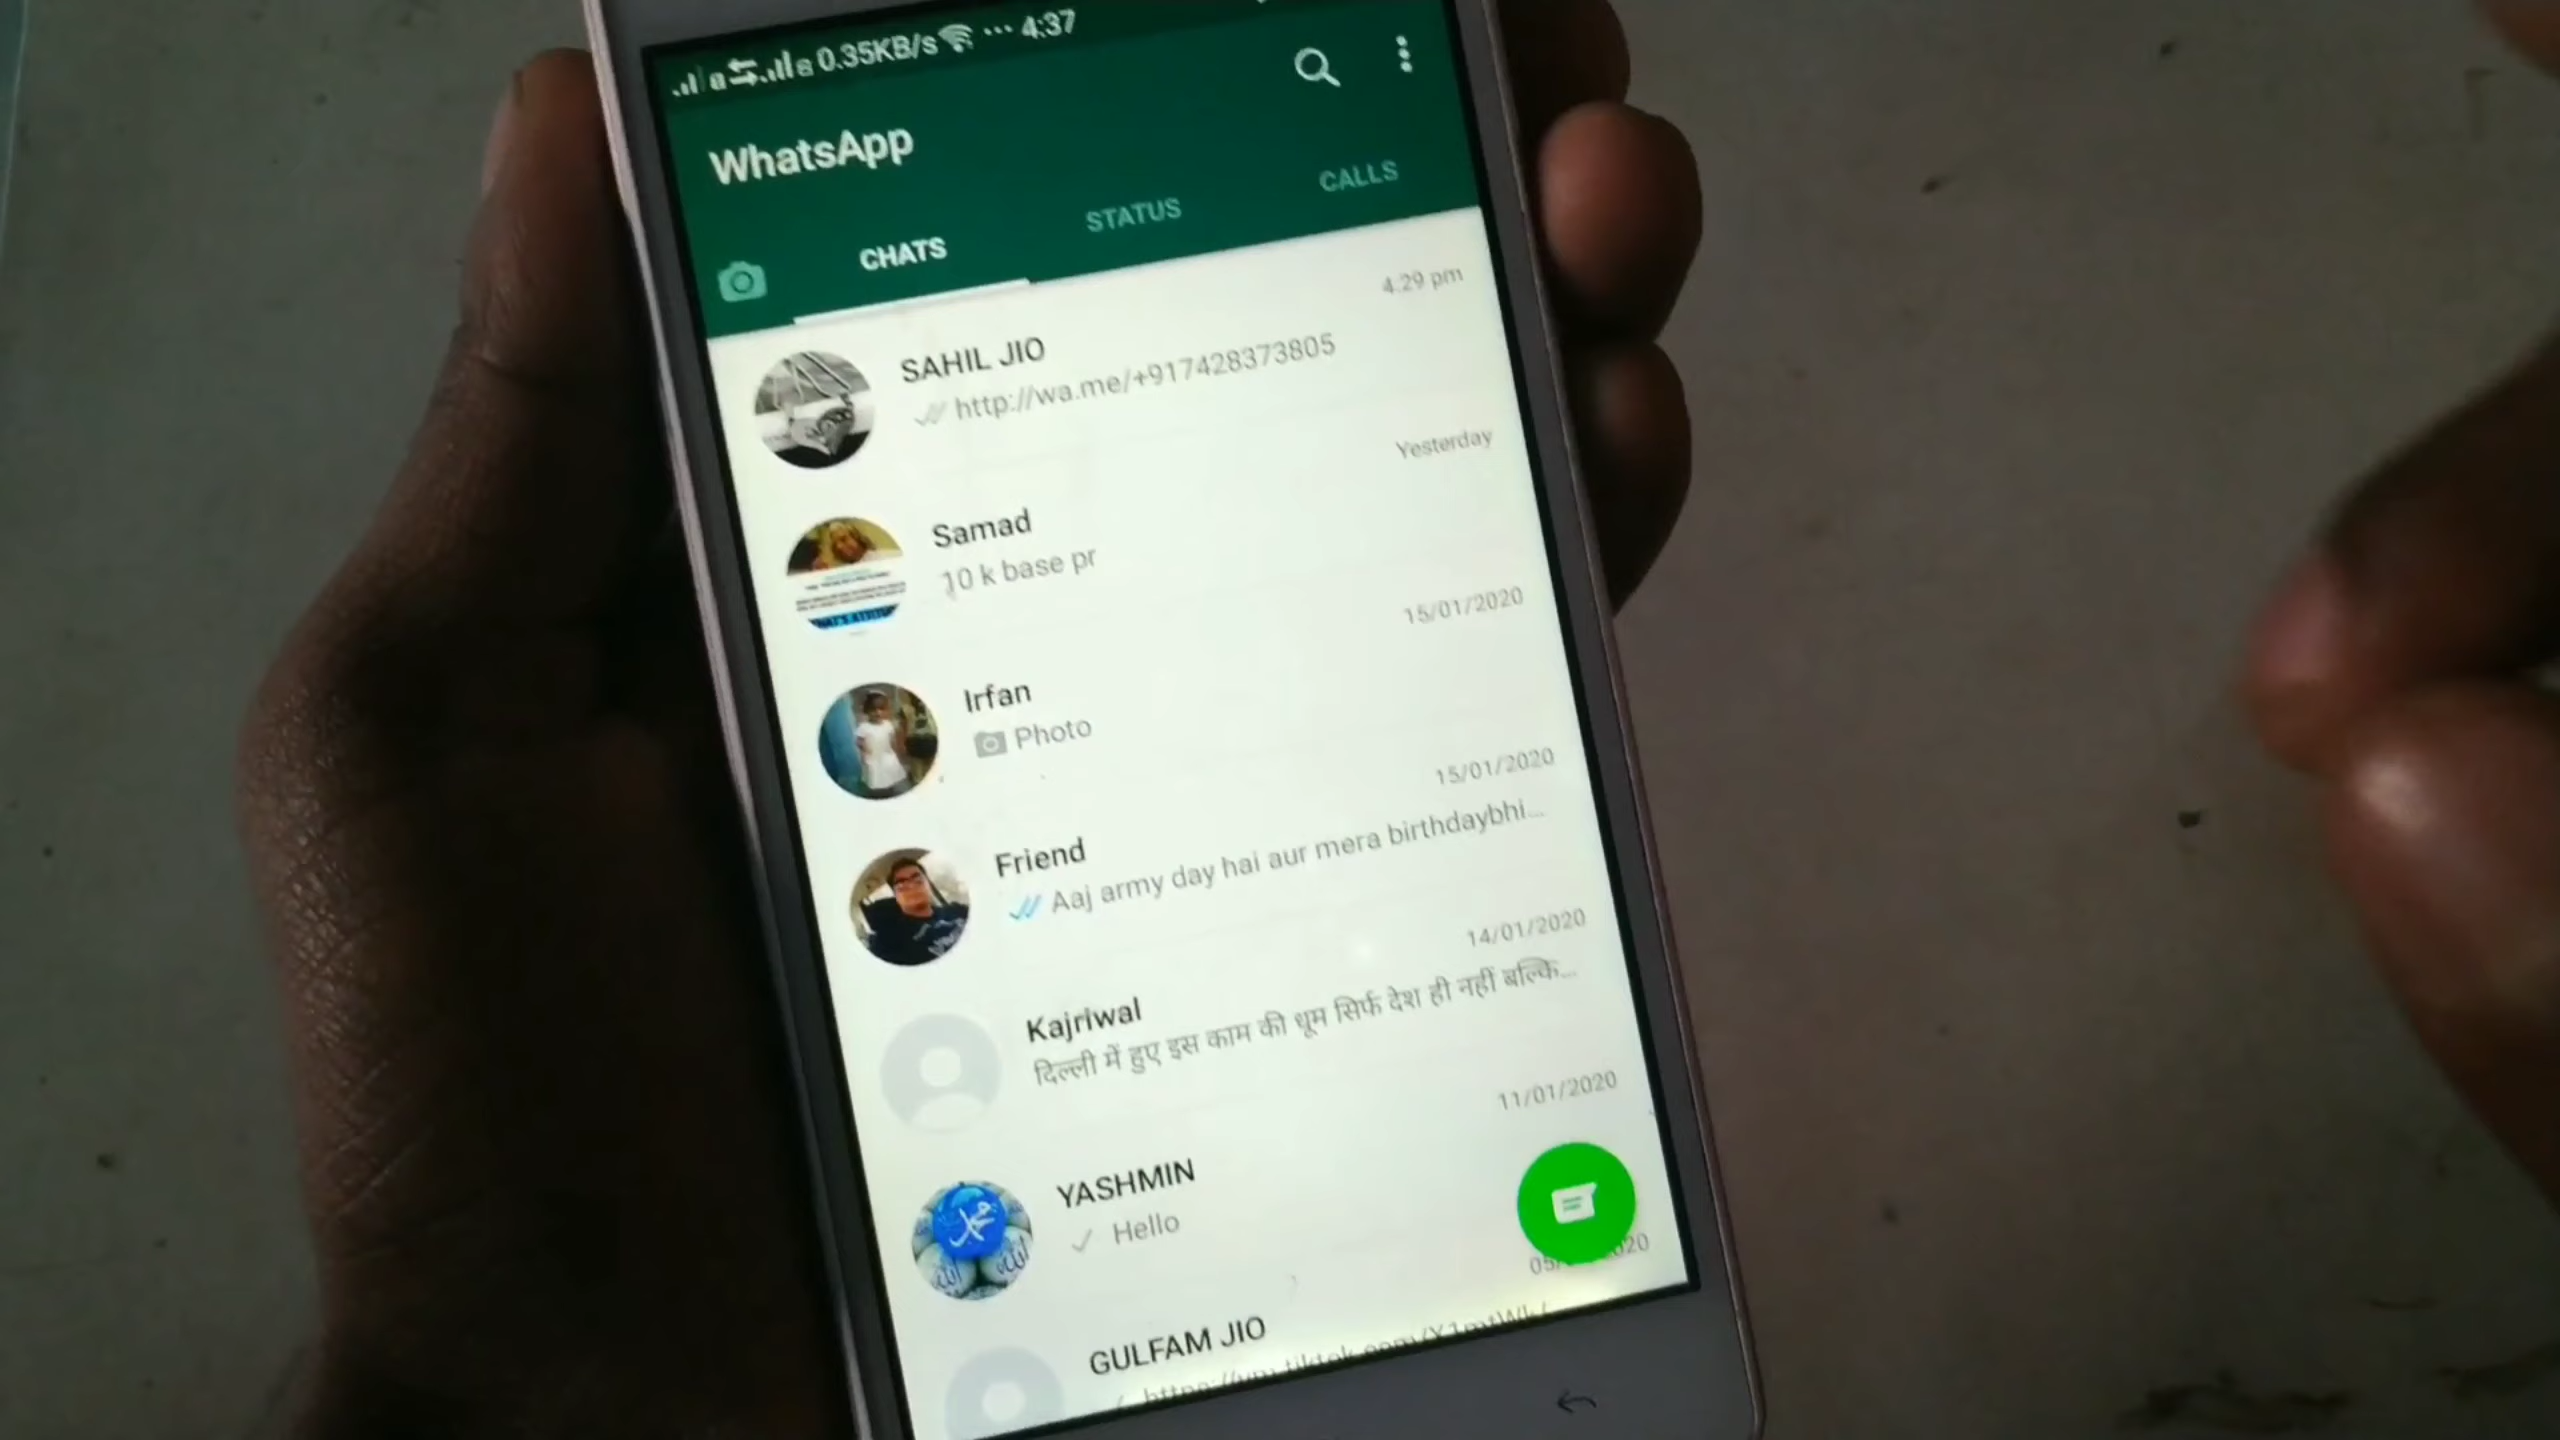 0.35KB/s ... 4:37
WhatsApp
CHATS STATUS CALLS
SAHIL JIO 4:29 pm
http://wa.me/+917428373805
Samad Yesterday
10 k base pr
Irfan 15/01/2020
Photo
Friend 15/01/2020
Aaj army day hai aur mera birthdaybhi...
Kajriwal 14/01/2020
दिल्ली में हुए इस काम की धूम सिर्फ देश ही नहीं बल्कि...
YASHMIN 11/01/2020
Hello
GULFAM JIO